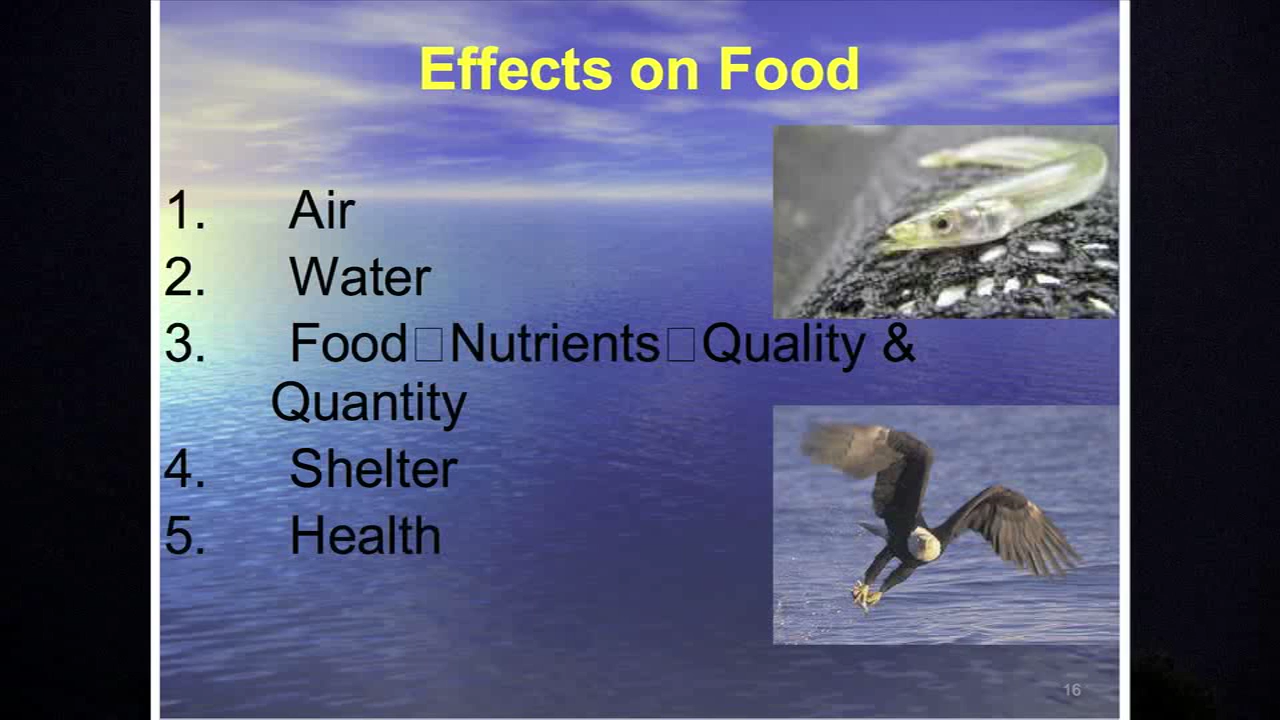 Effects on Food
1. Air
2. Water
3. Food□Nutrients□Quality &
Quantity
4. Shelter
5. Health
16